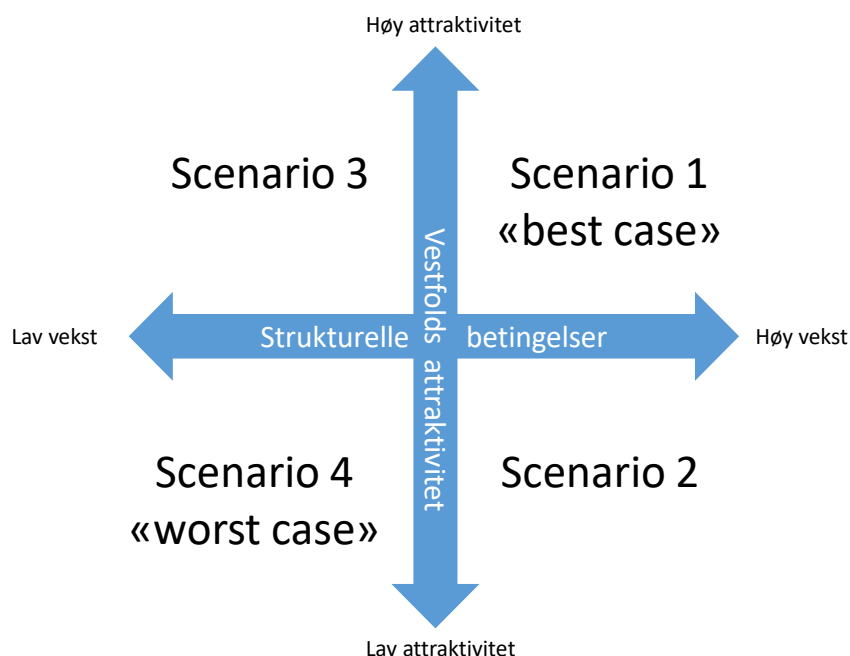 Høy attraktivitet
Scenario 3
Scenario 1
«best case»
Vestfolds attraktivitet
Lav vekst
Strukturelle betingelser
Høy vekst
Scenario 4
«worst case»
Scenario 2
Lav attraktivitet